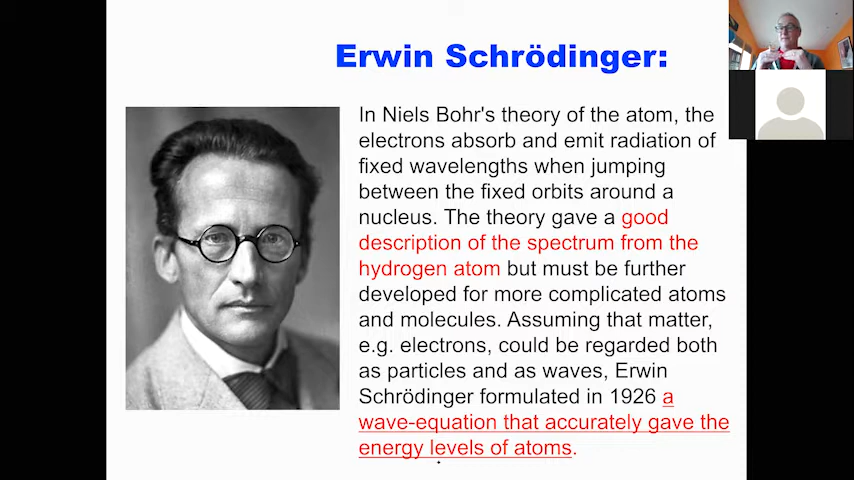 Erwin Schrödinger:
In Niels Bohr's theory of the atom, the
electrons absorb and emit radiation of
fixed wavelengths when jumping
between the fixed orbits around a
nucleus. The theory gave a good
description of the spectrum from the
hydrogen atom but must be further
developed for more complicated atoms
and molecules. Assuming that matter,
e.g. electrons, could be regarded both
as particles and as waves, Erwin
Schrödinger formulated in 1926 a
wave-equation that accurately gave the
energy levels of atoms.